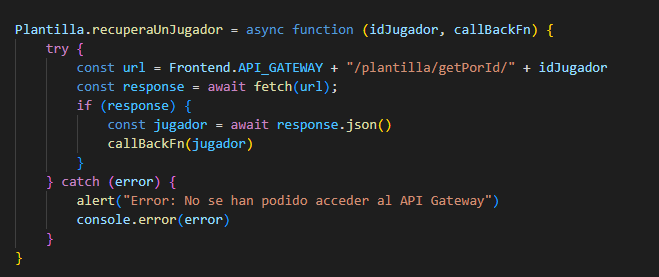 Plantilla.recuperaUnJugador = async function (idJugador, callBackFn) {
    try {
        const url = Frontend.API_GATEWAY + "/plantilla/getPorId/" + idJugador
        const response = await fetch(url);
        if (response) {
            const jugador = await response.json()
            callBackFn(jugador)
        }
    } catch (error) {
        alert("Error: No se han podido acceder al API Gateway")
        console.error(error)
    }
}